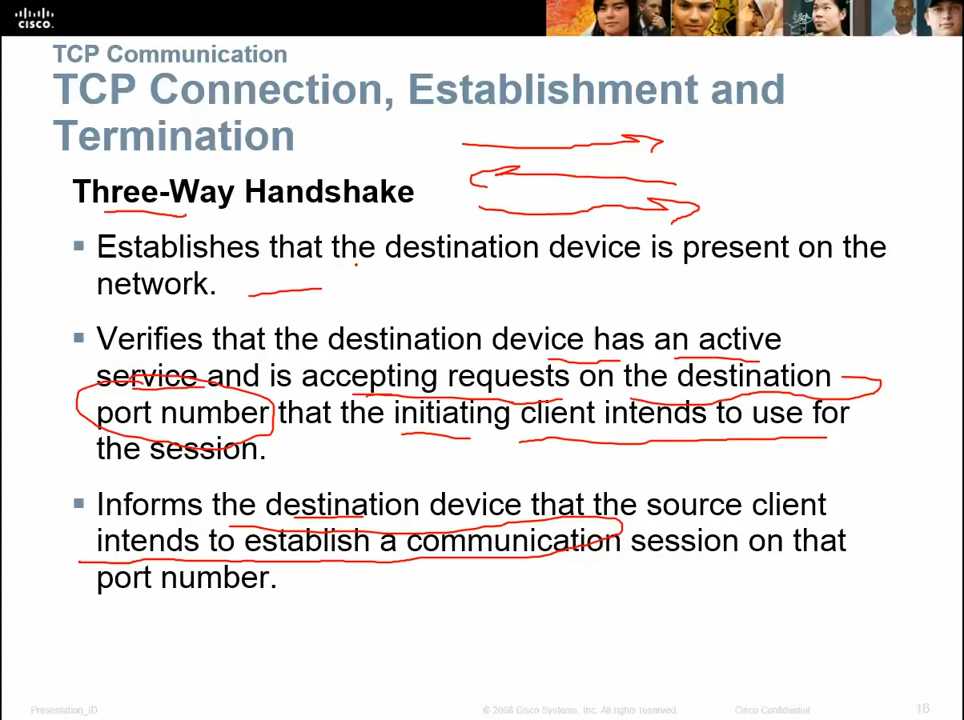 CISCO.
TCP Communication
TCP Connection, Establishment and
Termination
Three-Way Handshake
Establishes that the destination device is present on the
network.
Verifies that the destination device has an active
service and is accepting requests on the destination
port number that the initiating client intends to use for
the session.
Informs the destination device that the source client
intends to establish a communication session on that
port number.
Presentation_ID © 2008 Cisco Systems, Inc. All rights reserved. Cisco Confidential 16